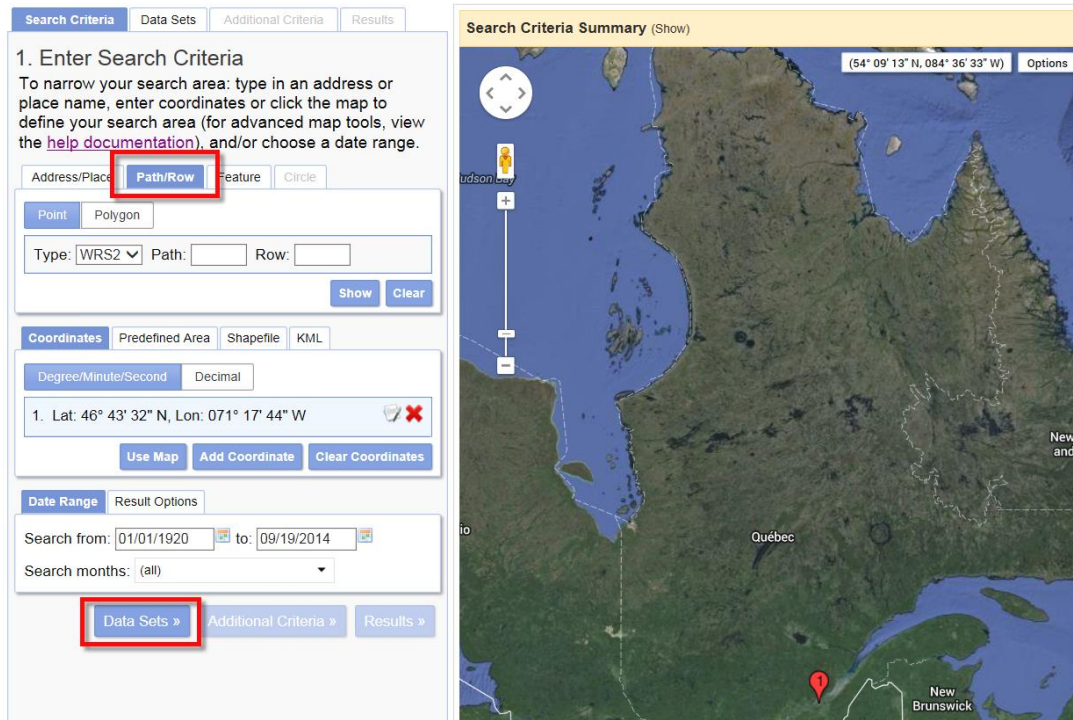 Search Criteria Data Sets Additional Criteria Results
1. Enter Search Criteria
To narrow your search area: type in an address or
place name, enter coordinates or click the map to
define your search area (for advanced map tools, view
the help documentation), and/or choose a date range.
Address/Place Path/Row Feature Circle
Point Polygon
Type: WRS2 Path: Row:
Show Clear
Coordinates Predefined Area Shapefile KML
Degree/Minute/Second Decimal
1. Lat: 46° 43' 32" N, Lon: 071° 17' 44" W
Use Map Add Coordinate Clear Coordinates
Date Range Result Options
Search from: 01/01/1920 to: 09/19/2014
Search months: (all)
Data Sets » Additional Criteria » Results »
Search Criteria Summary (Show)
(54° 09' 13" N, 084° 36' 33" W) Options
udson Bay
+
−
New
and
io
Québec
1
New
Brunswick